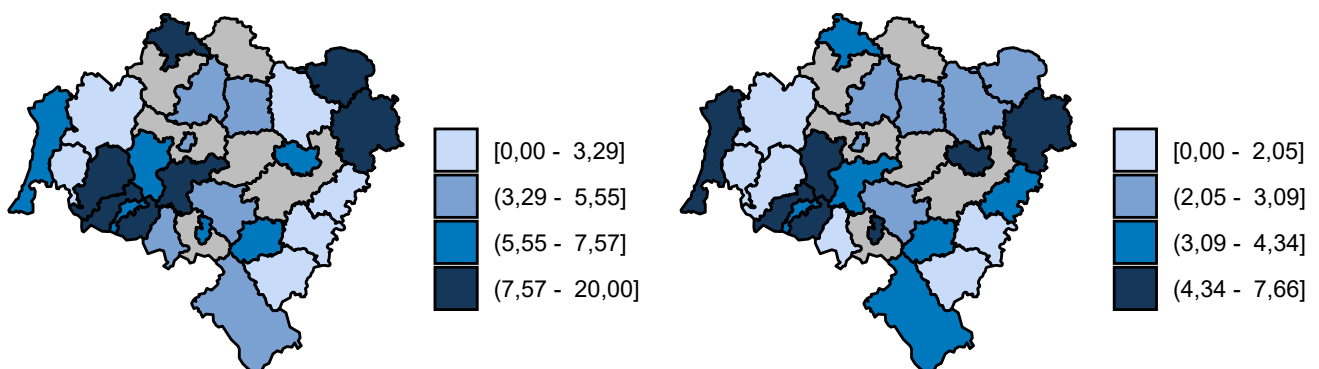 [0,00 - 3,29]
(3,29 - 5,55]
(5,55 - 7,57]
(7,57 - 20,00]
[0,00 - 2,05]
(2,05 - 3,09]
(3,09 - 4,34]
(4,34 - 7,66]